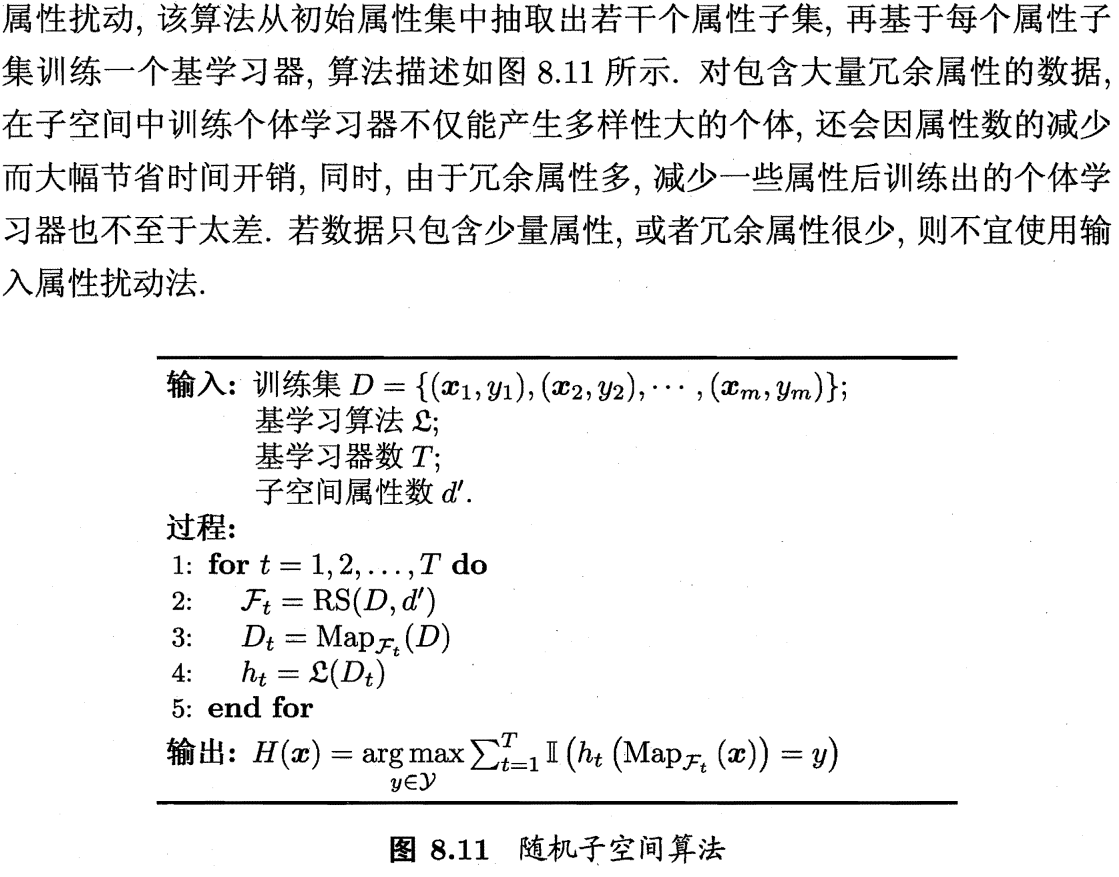 属性扰动, 该算法从初始属性集中抽取出若干个属性子集, 再基于每个属性子
集训练一个基学习器, 算法描述如图 8.11 所示. 对包含大量冗余属性的数据,
在子空间中训练个体学习器不仅能产生多样性大的个体, 还会因属性数的减少
而大幅节省时间开销, 同时, 由于冗余属性多, 减少一些属性后训练出的个体学
习器也不至于太差. 若数据只包含少量属性, 或者冗余属性很少, 则不宜使用输
入属性扰动法.
输入: 训练集 $D = \{(\boldsymbol{x}_1, y_1), (\boldsymbol{x}_2, y_2), \cdots, (\boldsymbol{x}_m, y_m)\}$;
基学习算法 $\mathfrak{L}$;
基学习器数 $T$;
子空间属性数 $d'$.
过程:
1: for $t = 1, 2, \ldots, T$ do
2: $\mathcal{F}_t = \mathrm{RS}(D, d')$
3: $D_t = \mathrm{Map}_{\mathcal{F}_t}(D)$
4: $h_t = \mathfrak{L}(D_t)$
5: end for
输出: $H(\boldsymbol{x}) = \underset{y \in \mathcal{Y}}{\arg\max} \sum_{t=1}^{T} \mathbb{I}\left(h_t\left(\mathrm{Map}_{\mathcal{F}_t}(\boldsymbol{x})\right) = y\right)$
图 8.11 随机子空间算法